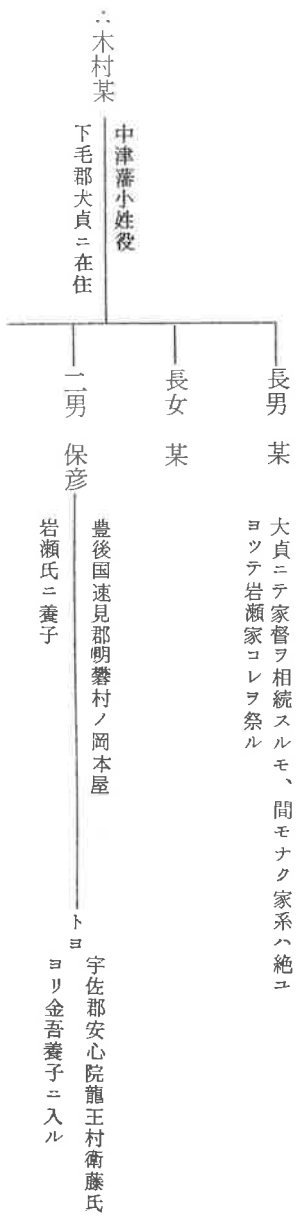 ∴木村某
中津藩小姓役
下毛郡大貞ニ在住
長男 某
大貞ニテ家督ヲ相続スルモ、間モナク家系ハ絶ユ
ヨッテ岩瀬家コレヲ祭ル
長女 某
二男 保彦
豊後国速見郡明礬村ノ岡本屋
岩瀬氏ニ養子
トヨ
宇佐郡安心院龍王村衛藤氏
ヨリ金吾養子ニ入ル